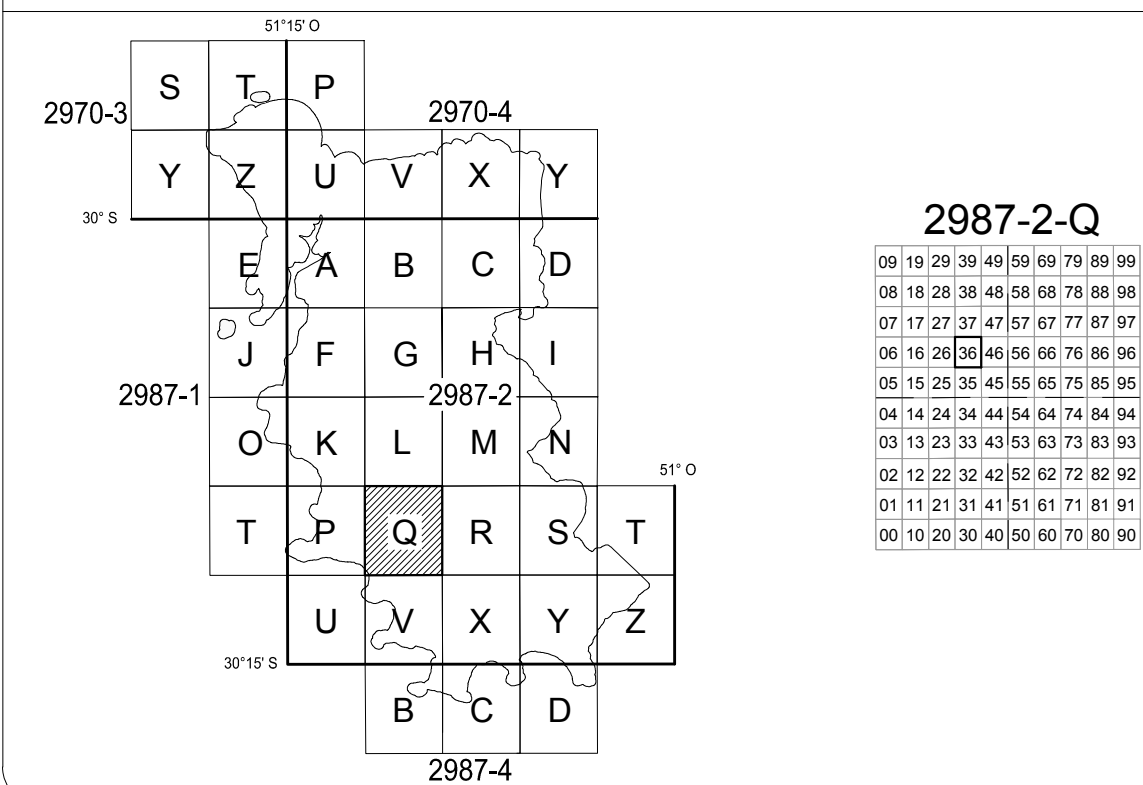 51°15' O
S T P
2970-3
2970-4
Y Z U V X Y
30° S
E A B C D
J F G H I
2987-1
2987-2
O K L M N
51° O
T P Q R S T
U V X Y Z
30°15' S
B C D
2987-4
2987-2-Q
09 19 29 39 49 59 69 79 89 99
08 18 28 38 48 58 68 78 88 98
07 17 27 37 47 57 67 77 87 97
06 16 26 36 46 56 66 76 86 96
05 15 25 35 45 55 65 75 85 95
04 14 24 34 44 54 64 74 84 94
03 13 23 33 43 53 63 73 83 93
02 12 22 32 42 52 62 72 82 92
01 11 21 31 41 51 61 71 81 91
00 10 20 30 40 50 60 70 80 90